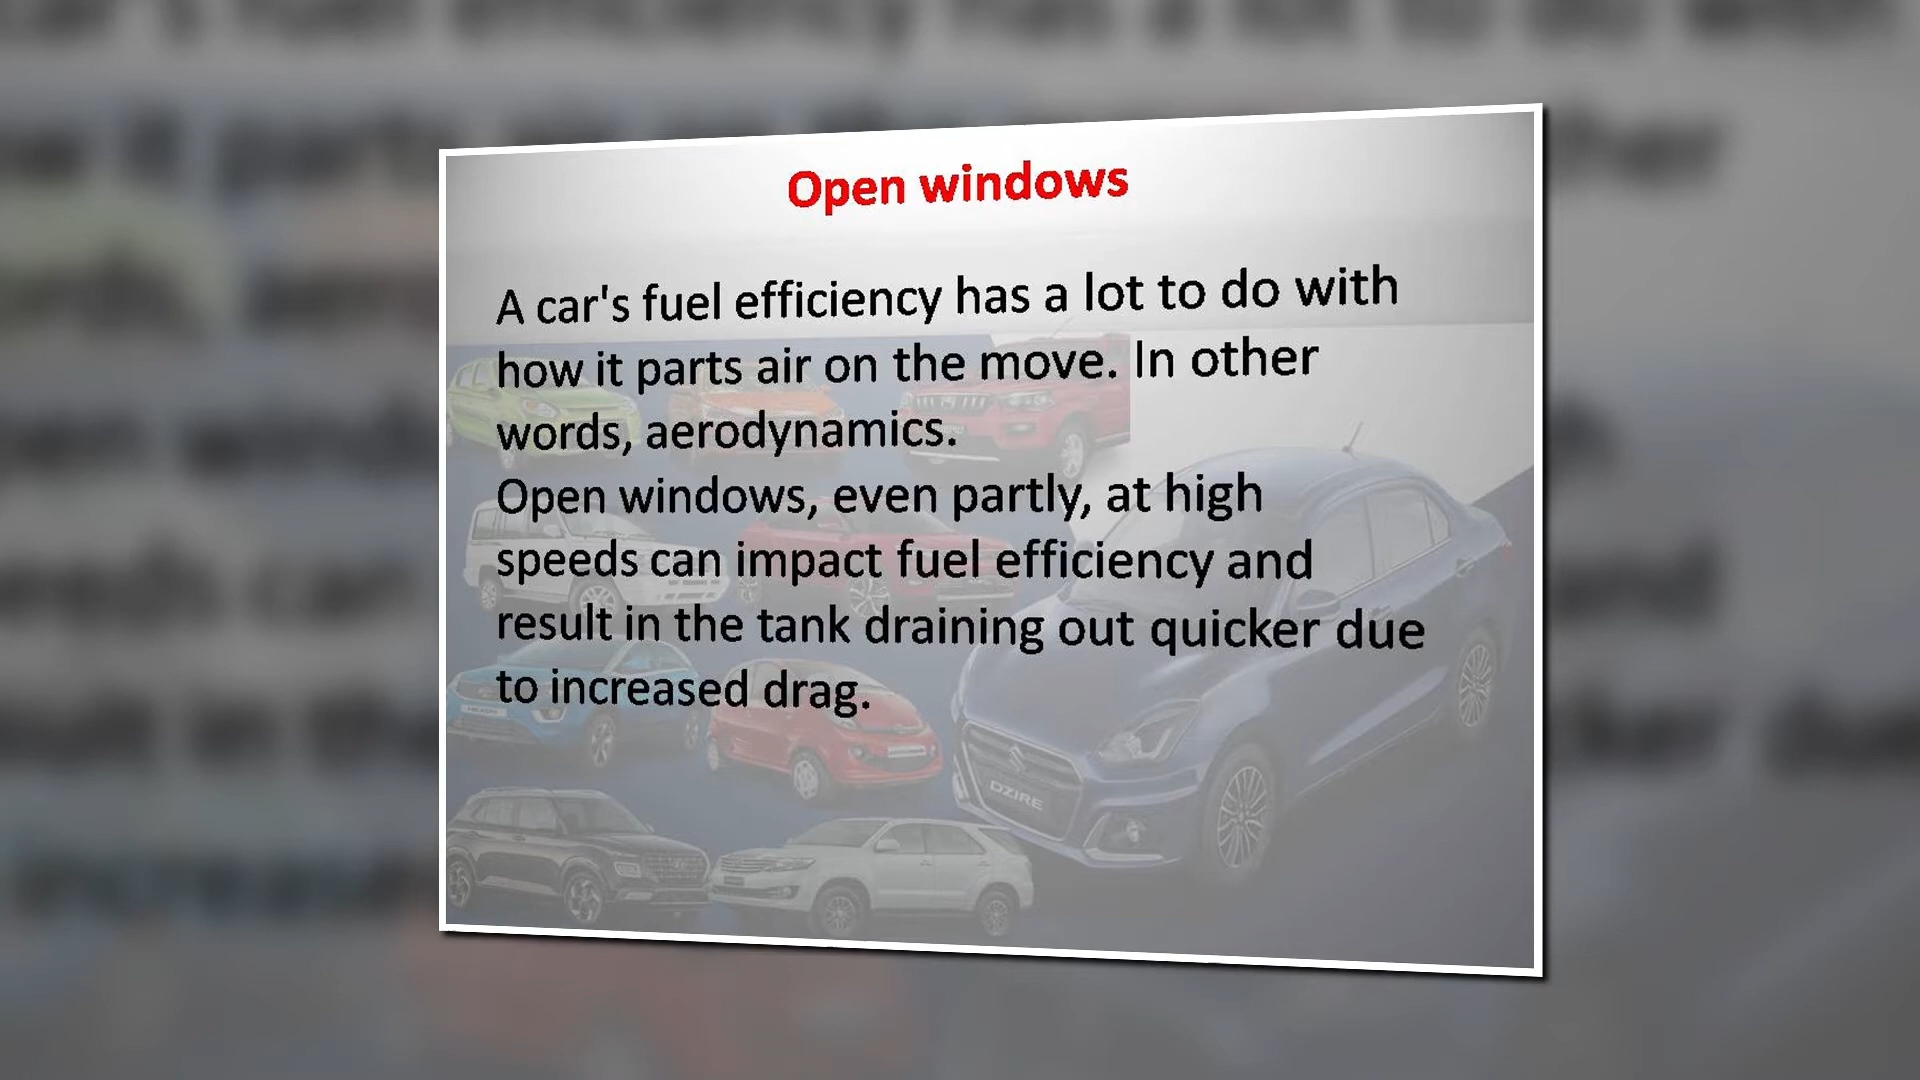 Open windows
A car's fuel efficiency has a lot to do with
how it parts air on the move. In other
words, aerodynamics.
Open windows, even partly, at high
speeds can impact fuel efficiency and
result in the tank draining out quicker due
to increased drag.
DZIRE